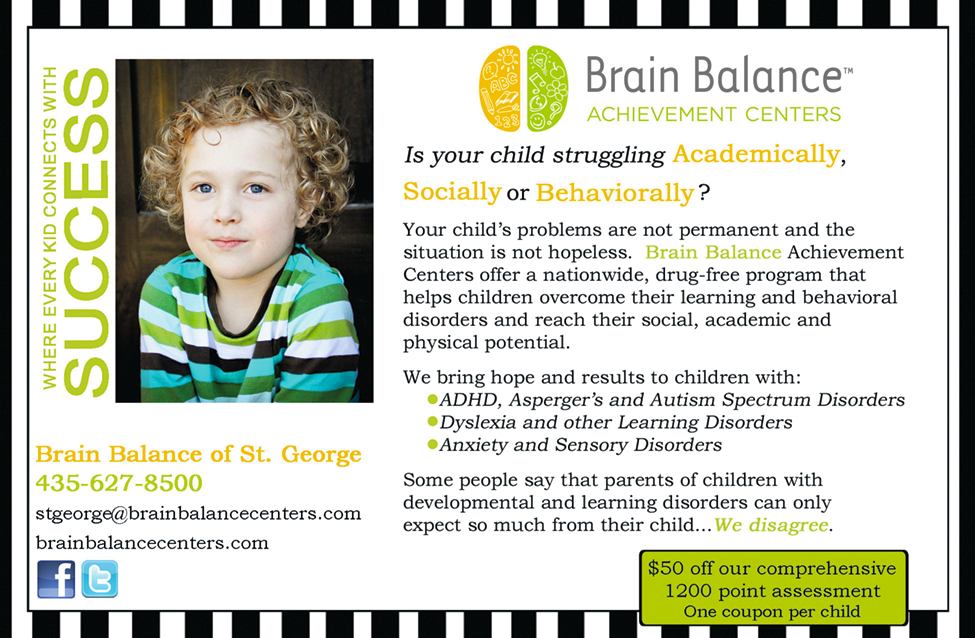 WHERE EVERY KID CONNECTS WITH
SUCCESS
ABC
123
Brain Balance™
ACHIEVEMENT CENTERS
Is your child struggling Academically,
Socially or Behaviorally?
Your child's problems are not permanent and the
situation is not hopeless. Brain Balance Achievement
Centers offer a nationwide, drug-free program that
helps children overcome their learning and behavioral
disorders and reach their social, academic and
physical potential.
We bring hope and results to children with:
●ADHD, Asperger's and Autism Spectrum Disorders
●Dyslexia and other Learning Disorders
●Anxiety and Sensory Disorders
Some people say that parents of children with
developmental and learning disorders can only
expect so much from their child...We disagree.
Brain Balance of St. George
435-627-8500
stgeorge@brainbalancecenters.com
brainbalancecenters.com
f t
$50 off our comprehensive
1200 point assessment
One coupon per child